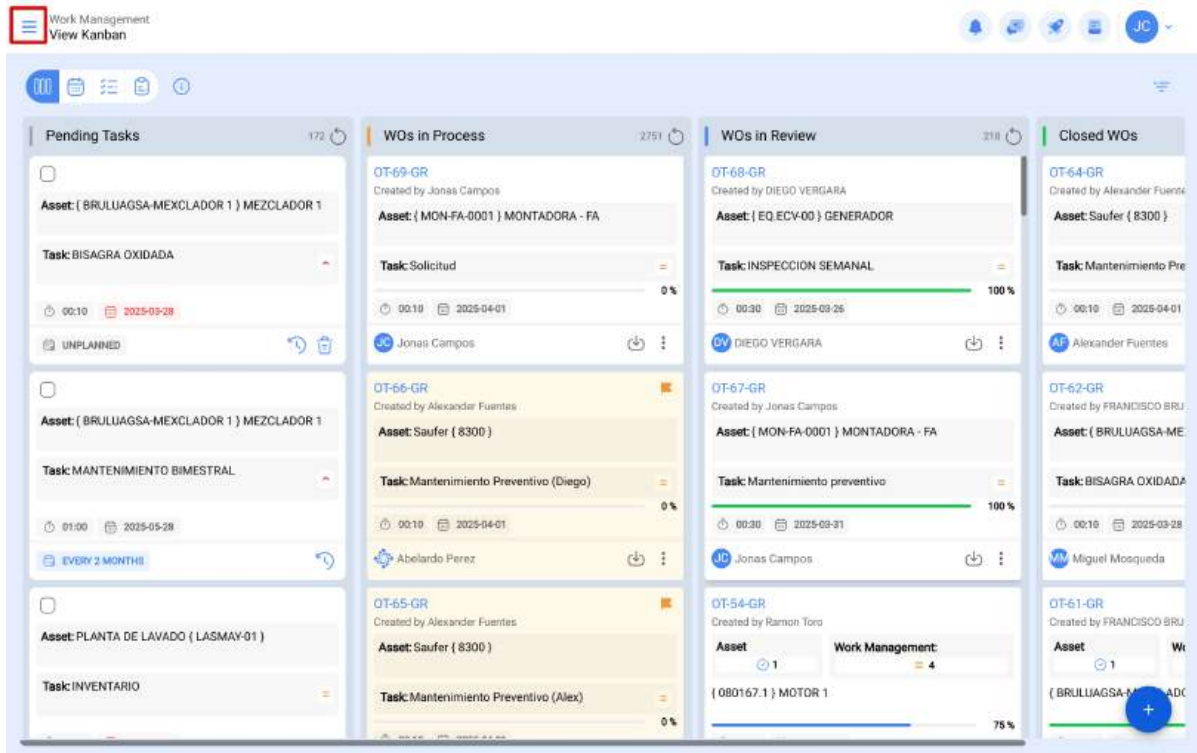 Work Management
View Kanban
JC
Pending Tasks
172
Asset: { BRULUAGSA-MEXCLADOR 1 } MEZCLADOR 1
Task: BISAGRA OXIDADA
00:10 2025-03-28
UNPLANNED
Asset: { BRULUAGSA-MEXCLADOR 1 } MEZCLADOR 1
Task: MANTENIMIENTO BIMESTRAL
01:00 2025-05-28
EVERY 2 MONTHS
Asset: PLANTA DE LAVADO { LASMAY-01 }
Task: INVENTARIO
WOs in Process
2751
OT-69-GR
Created by Jonas Campos
Asset: { MON-FA-0001 } MONTADORA - FA
Task: Solicitud
0 %
00:10 2025-04-01
JC Jonas Campos
OT-66-GR
Created by Alexander Fuentes
Asset: Saufer { 8300 }
Task: Mantenimiento Preventivo (Diego)
0 %
00:10 2025-04-01
Abelardo Perez
OT-65-GR
Created by Alexander Fuentes
Asset: Saufer { 8300 }
Task: Mantenimiento Preventivo (Alex)
0 %
WOs in Review
218
OT-68-GR
Created by DIEGO VERGARA
Asset: { EQ.ECV-00 } GENERADOR
Task: INSPECCION SEMANAL
100 %
00:30 2025-03-26
DV DIEGO VERGARA
OT-67-GR
Created by Jonas Campos
Asset: { MON-FA-0001 } MONTADORA - FA
Task: Mantenimiento preventivo
100 %
00:30 2025-03-31
JC Jonas Campos
OT-54-GR
Created by Ramon Toro
Asset Work Management:
1 4
{ 080167.1 } MOTOR 1
75 %
Closed WOs
OT-64-GR
Created by Alexander Fuente
Asset: Saufer { 8300 }
Task: Mantenimiento Pre
00:10 2025-04-01
AF Alexander Fuentes
OT-62-GR
Created by FRANCISCO BRU
Asset: { BRULUAGSA-ME
Task: BISAGRA OXIDADA
00:10 2025-03-28
MM Miguel Mosqueda
OT-61-GR
Created by FRANCISCO BRU
Asset
1
{ BRULUAGSA-M